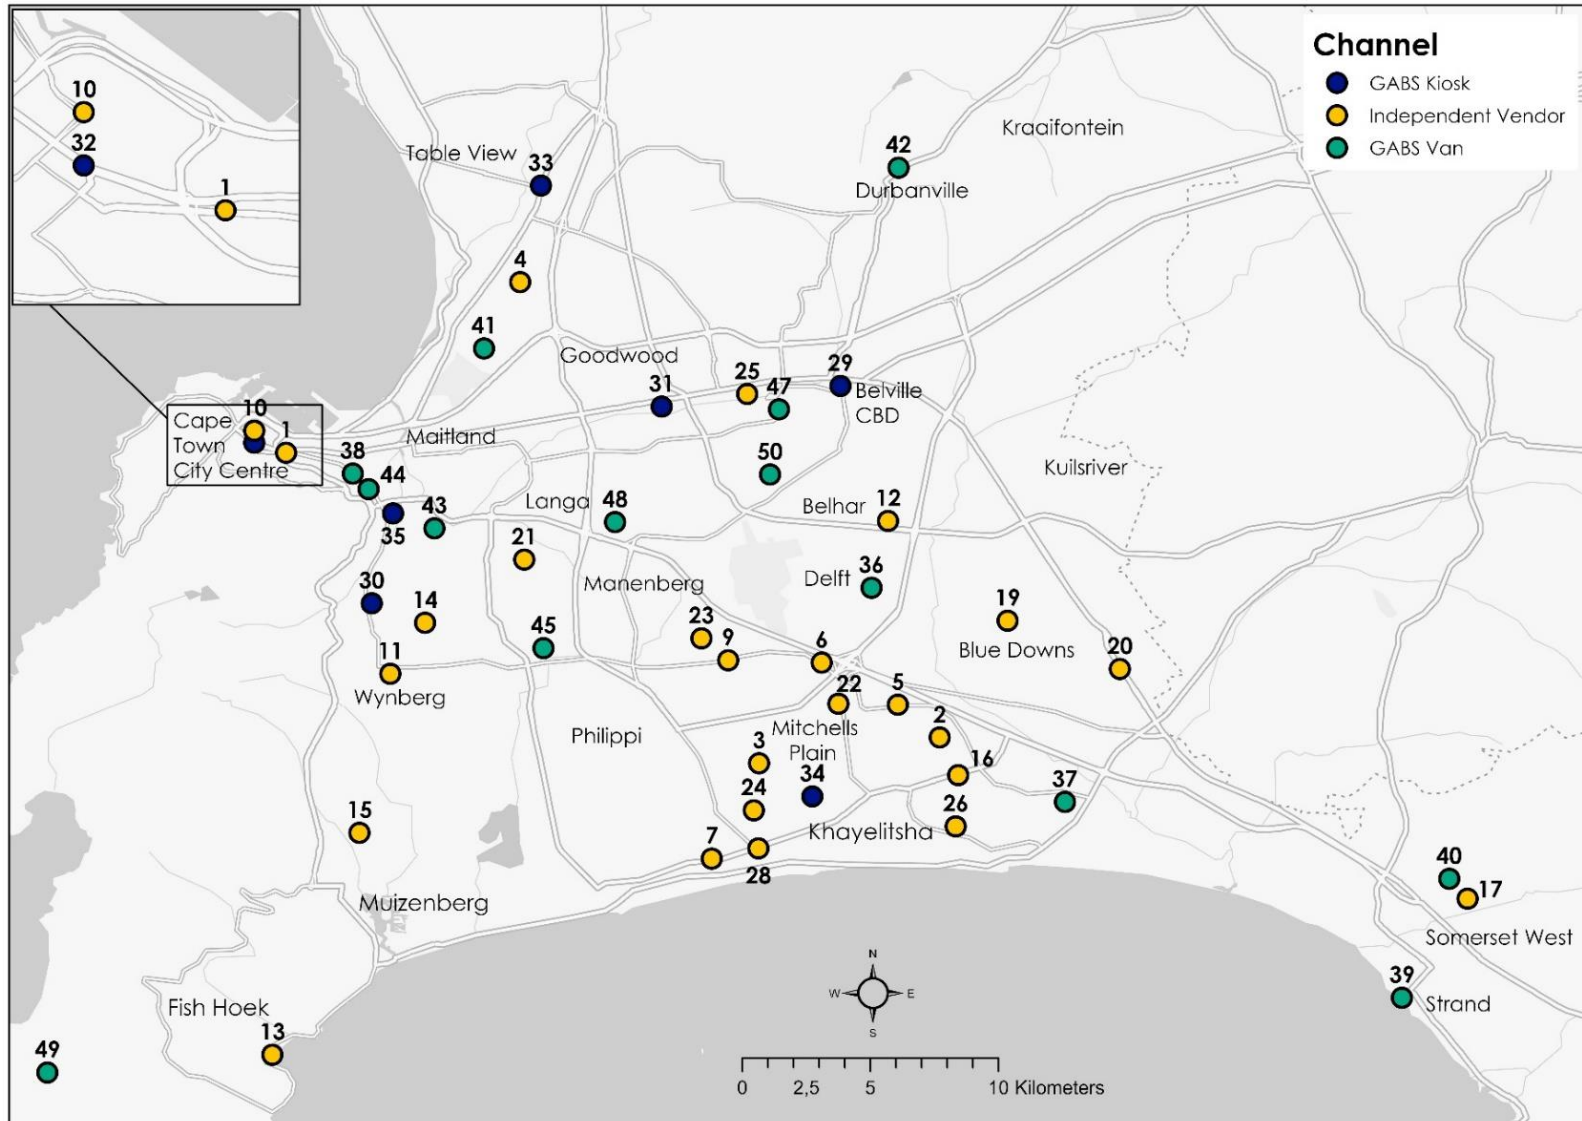 10
32
1
Channel
GABS Kiosk
Independent Vendor
GABS Van
Kraaifontein
42
Durbanville
Table View
33
4
41
Goodwood
25
47
29
31
Belville
CBD
10
1
Cape
Town
City Centre
Maitland
38
44
43
35
50
Kuilsriver
Langa
48
Belhar
12
21
Manenberg
Delft
36
30
14
19
Blue Downs
23
9
6
20
45
11
Wynberg
22
5
2
Philippi
Mitchells
Plain
3
16
34
24
37
26
15
Khayelitsha
7
28
40
17
Muizenberg
Somerset West
39
Strand
Fish Hoek
13
49
N
W
E
S
0
2,5
5
10 Kilometers